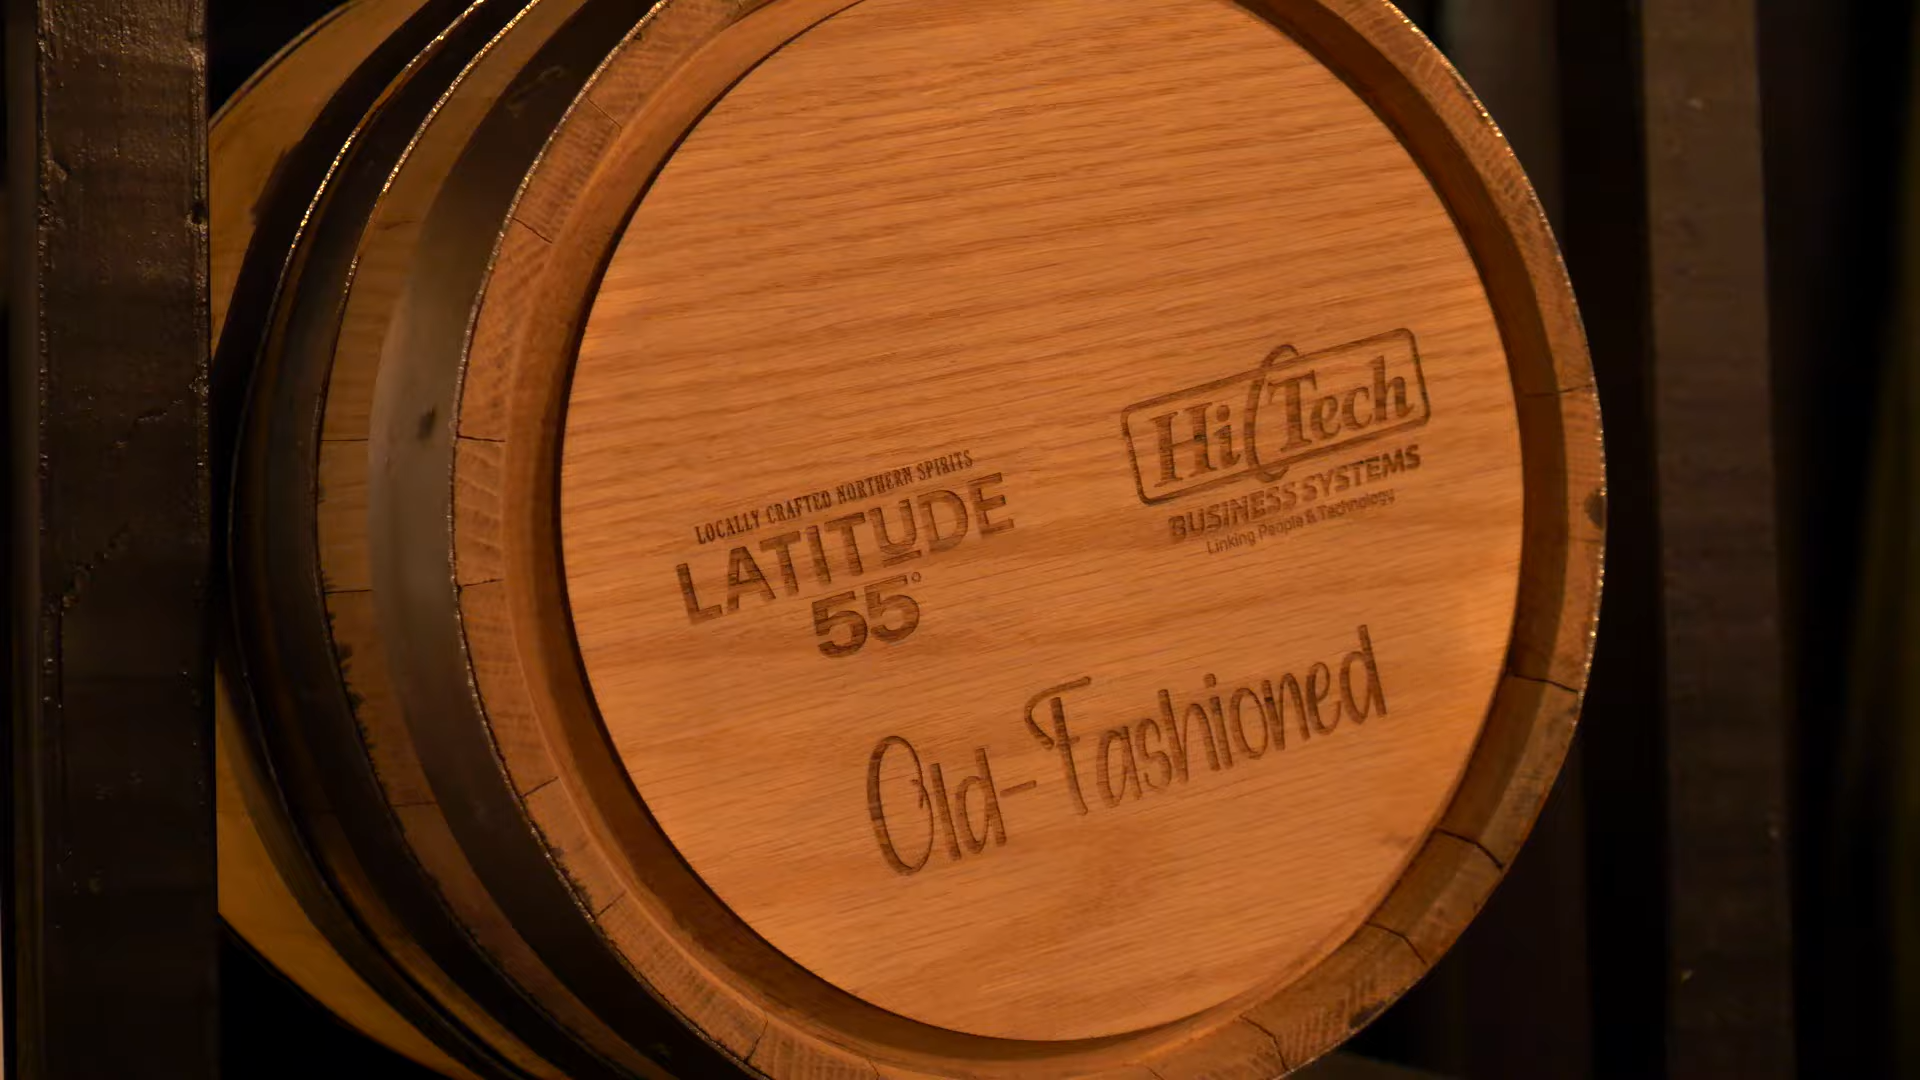 LOCALLY CRAFTED NORTHERN SPIRITS
LATITUDE
55°
Hi Tech
BUSINESS SYSTEMS
Linking People & Technology
Old-Fashioned